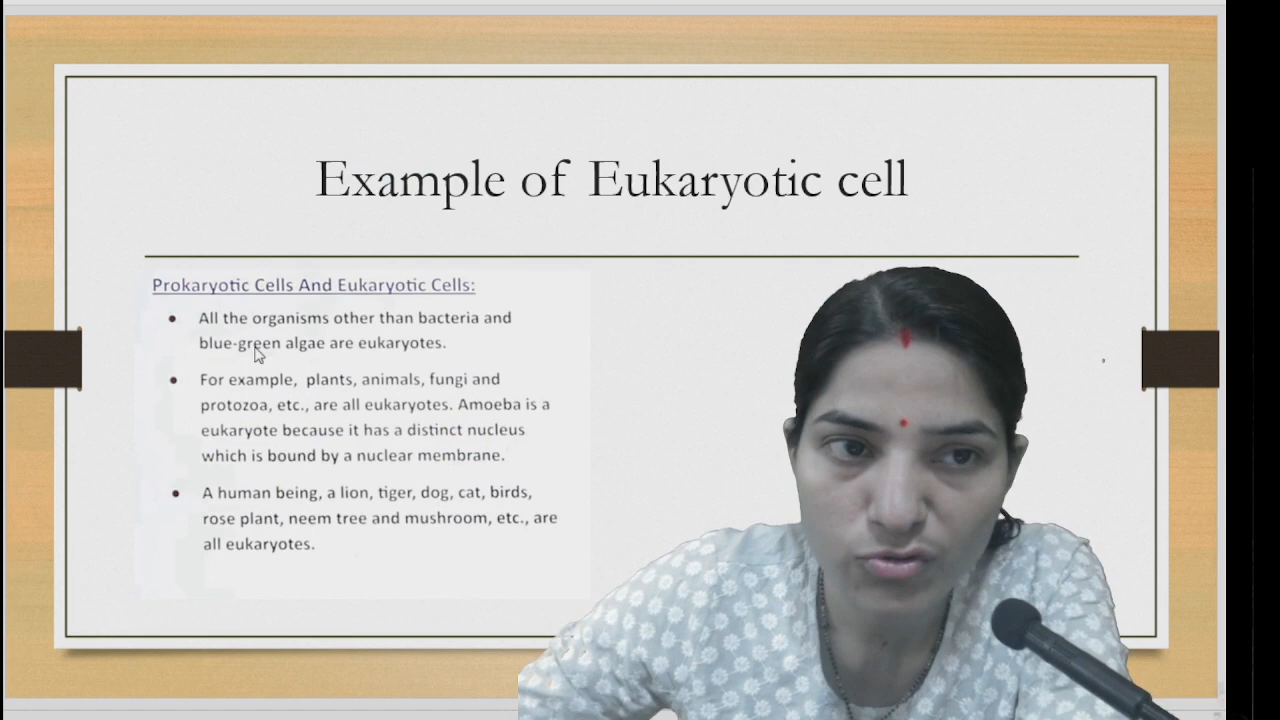 Example of Eukaryotic cell
Prokaryotic Cells And Eukaryotic Cells:
• All the organisms other than bacteria and
blue-green algae are eukaryotes.
• For example, plants, animals, fungi and
protozoa, etc., are all eukaryotes. Amoeba is a
eukaryote because it has a distinct nucleus
which is bound by a nuclear membrane.
• A human being, a lion, tiger, dog, cat, birds,
rose plant, neem tree and mushroom, etc., are
all eukaryotes.